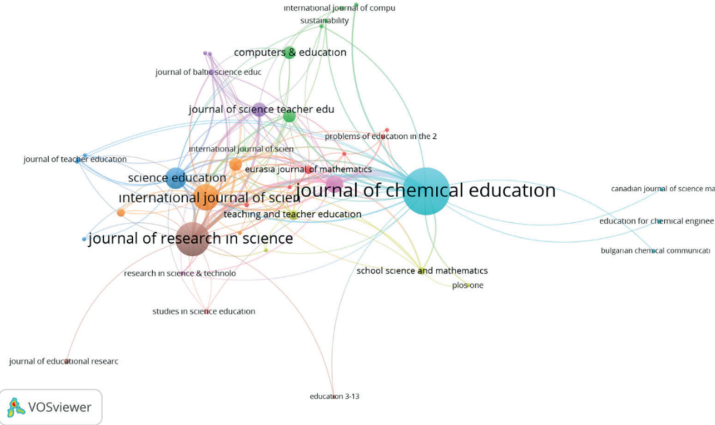 international journal of compu
sustainability
computers & education
journal of baltic science educ
journal of science teacher edu
problems of education in the 2
international journal of scien
journal of teacher education
eurasia journal of mathematics
science education
journal of chemical education
canadian journal of science ma
international journal of scien
teaching and teacher education
education for chemical enginee
journal of research in science
bulgarian chemical communicati
research in science & technolo
school science and mathematics
plos one
studies in science education
journal of educational researc
education 3-13
VOSviewer